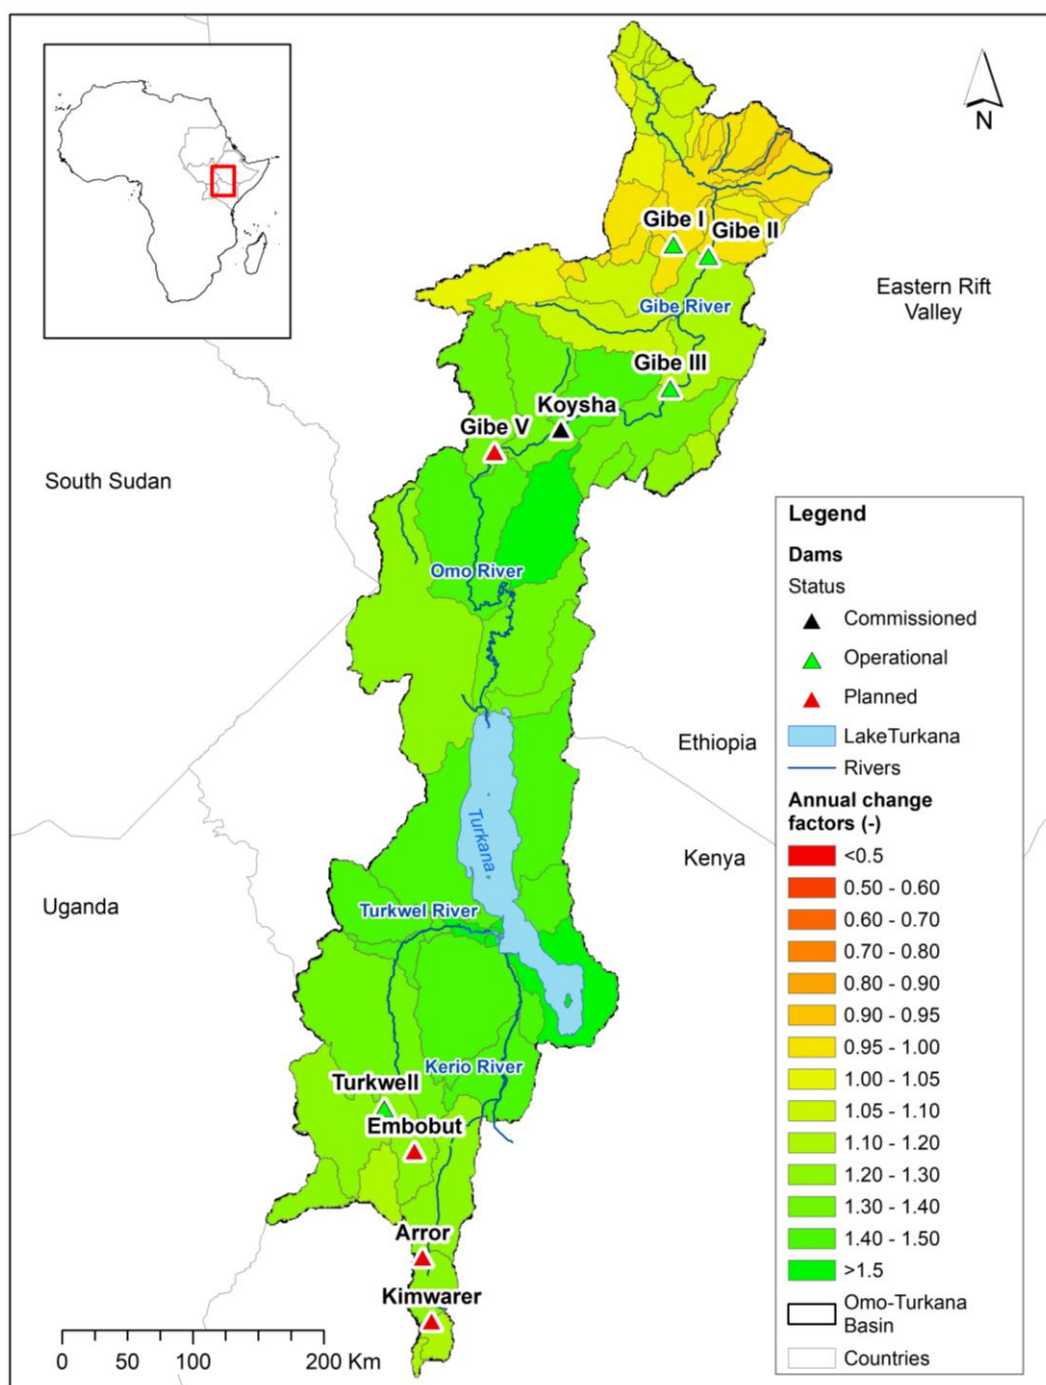 N
Gibe I
Gibe II
Eastern Rift
Valley
Gibe River
Gibe III
Koysha
Gibe V
South Sudan
Omo River
Ethiopia
Turkana
Kenya
Uganda
Turkwel River
Kerio River
Turkwell
Embobut
Arror
Kimwarer
0 50 100 200 Km
Legend
Dams
Status
Commissioned
Operational
Planned
LakeTurkana
Rivers
Annual change
factors (-)
<0.5
0.50 - 0.60
0.60 - 0.70
0.70 - 0.80
0.80 - 0.90
0.90 - 0.95
0.95 - 1.00
1.00 - 1.05
1.05 - 1.10
1.10 - 1.20
1.20 - 1.30
1.30 - 1.40
1.40 - 1.50
>1.5
Omo-Turkana
Basin
Countries